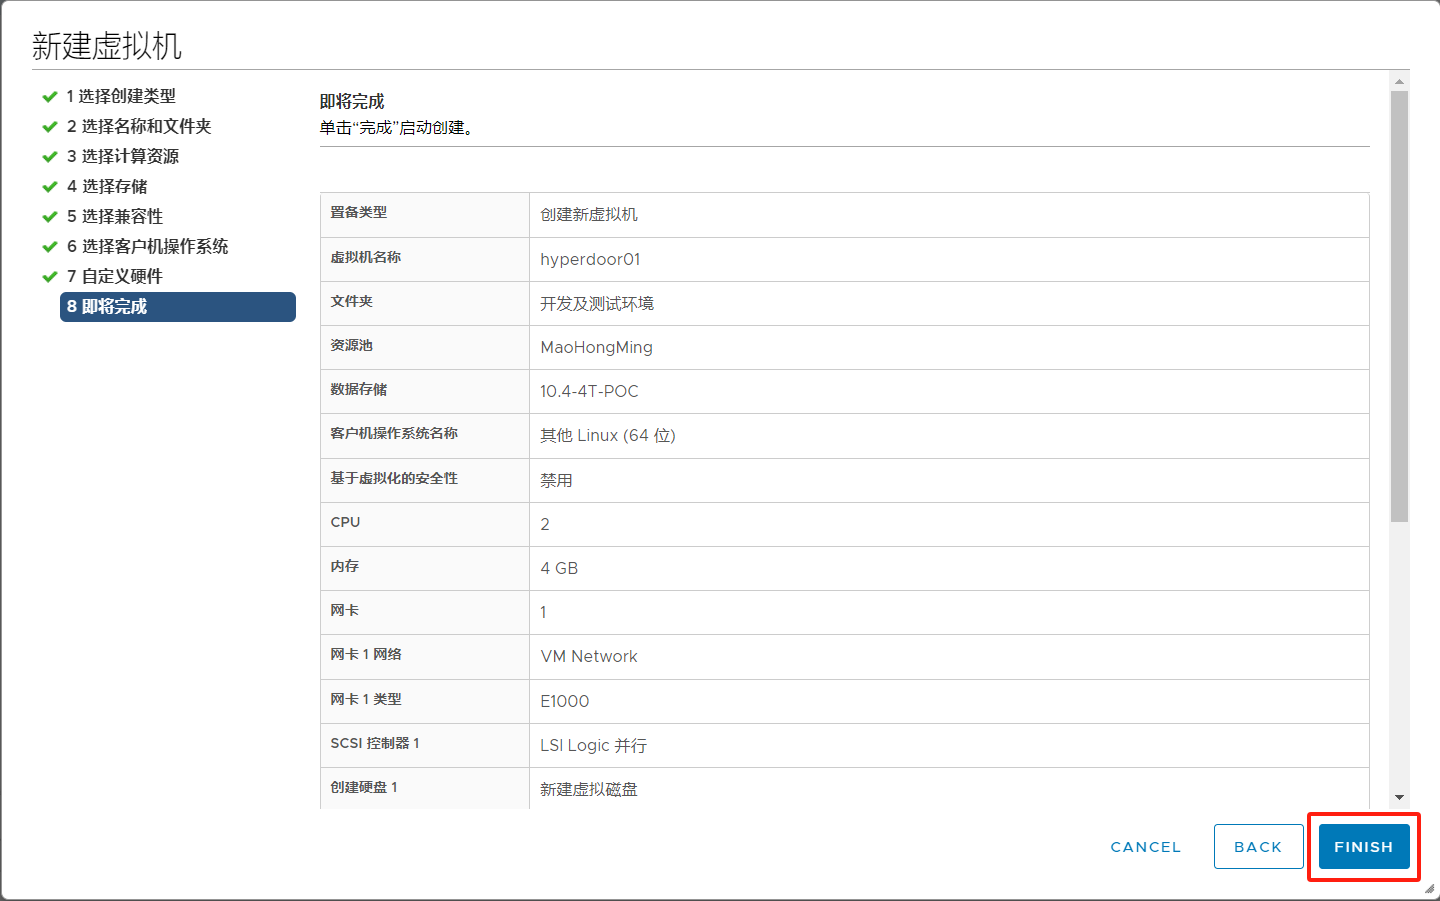 新建虚拟机
1 选择创建类型
2 选择名称和文件夹
3 选择计算资源
4 选择存储
5 选择兼容性
6 选择客户机操作系统
7 自定义硬件
8 即将完成
即将完成
单击“完成”启动创建。
置备类型 创建新虚拟机
虚拟机名称 hyperdoor01
文件夹 开发及测试环境
资源池 MaoHongMing
数据存储 10.4-4T-POC
客户机操作系统名称 其他 Linux (64 位)
基于虚拟化的安全性 禁用
CPU 2
内存 4 GB
网卡 1
网卡 1 网络 VM Network
网卡 1 类型 E1000
SCSI 控制器 1 LSI Logic 并行
创建硬盘 1 新建虚拟磁盘
CANCEL BACK FINISH